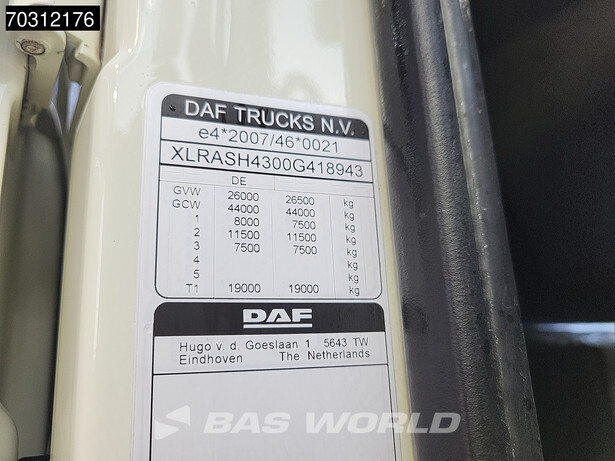 70312176
DAF TRUCKS N.V.
e4*2007/46*0021
XLRASH4300G418943
DE
GVW 26000 26500 kg
GCW 44000 44000 kg
1 8000 7500 kg
2 11500 11500 kg
3 7500 7500 kg
4 kg
5 kg
T1 19000 19000 kg
DAF
Hugo v. d. Goeslaan 1 5643 TW
Eindhoven The Netherlands
BAS WORLD